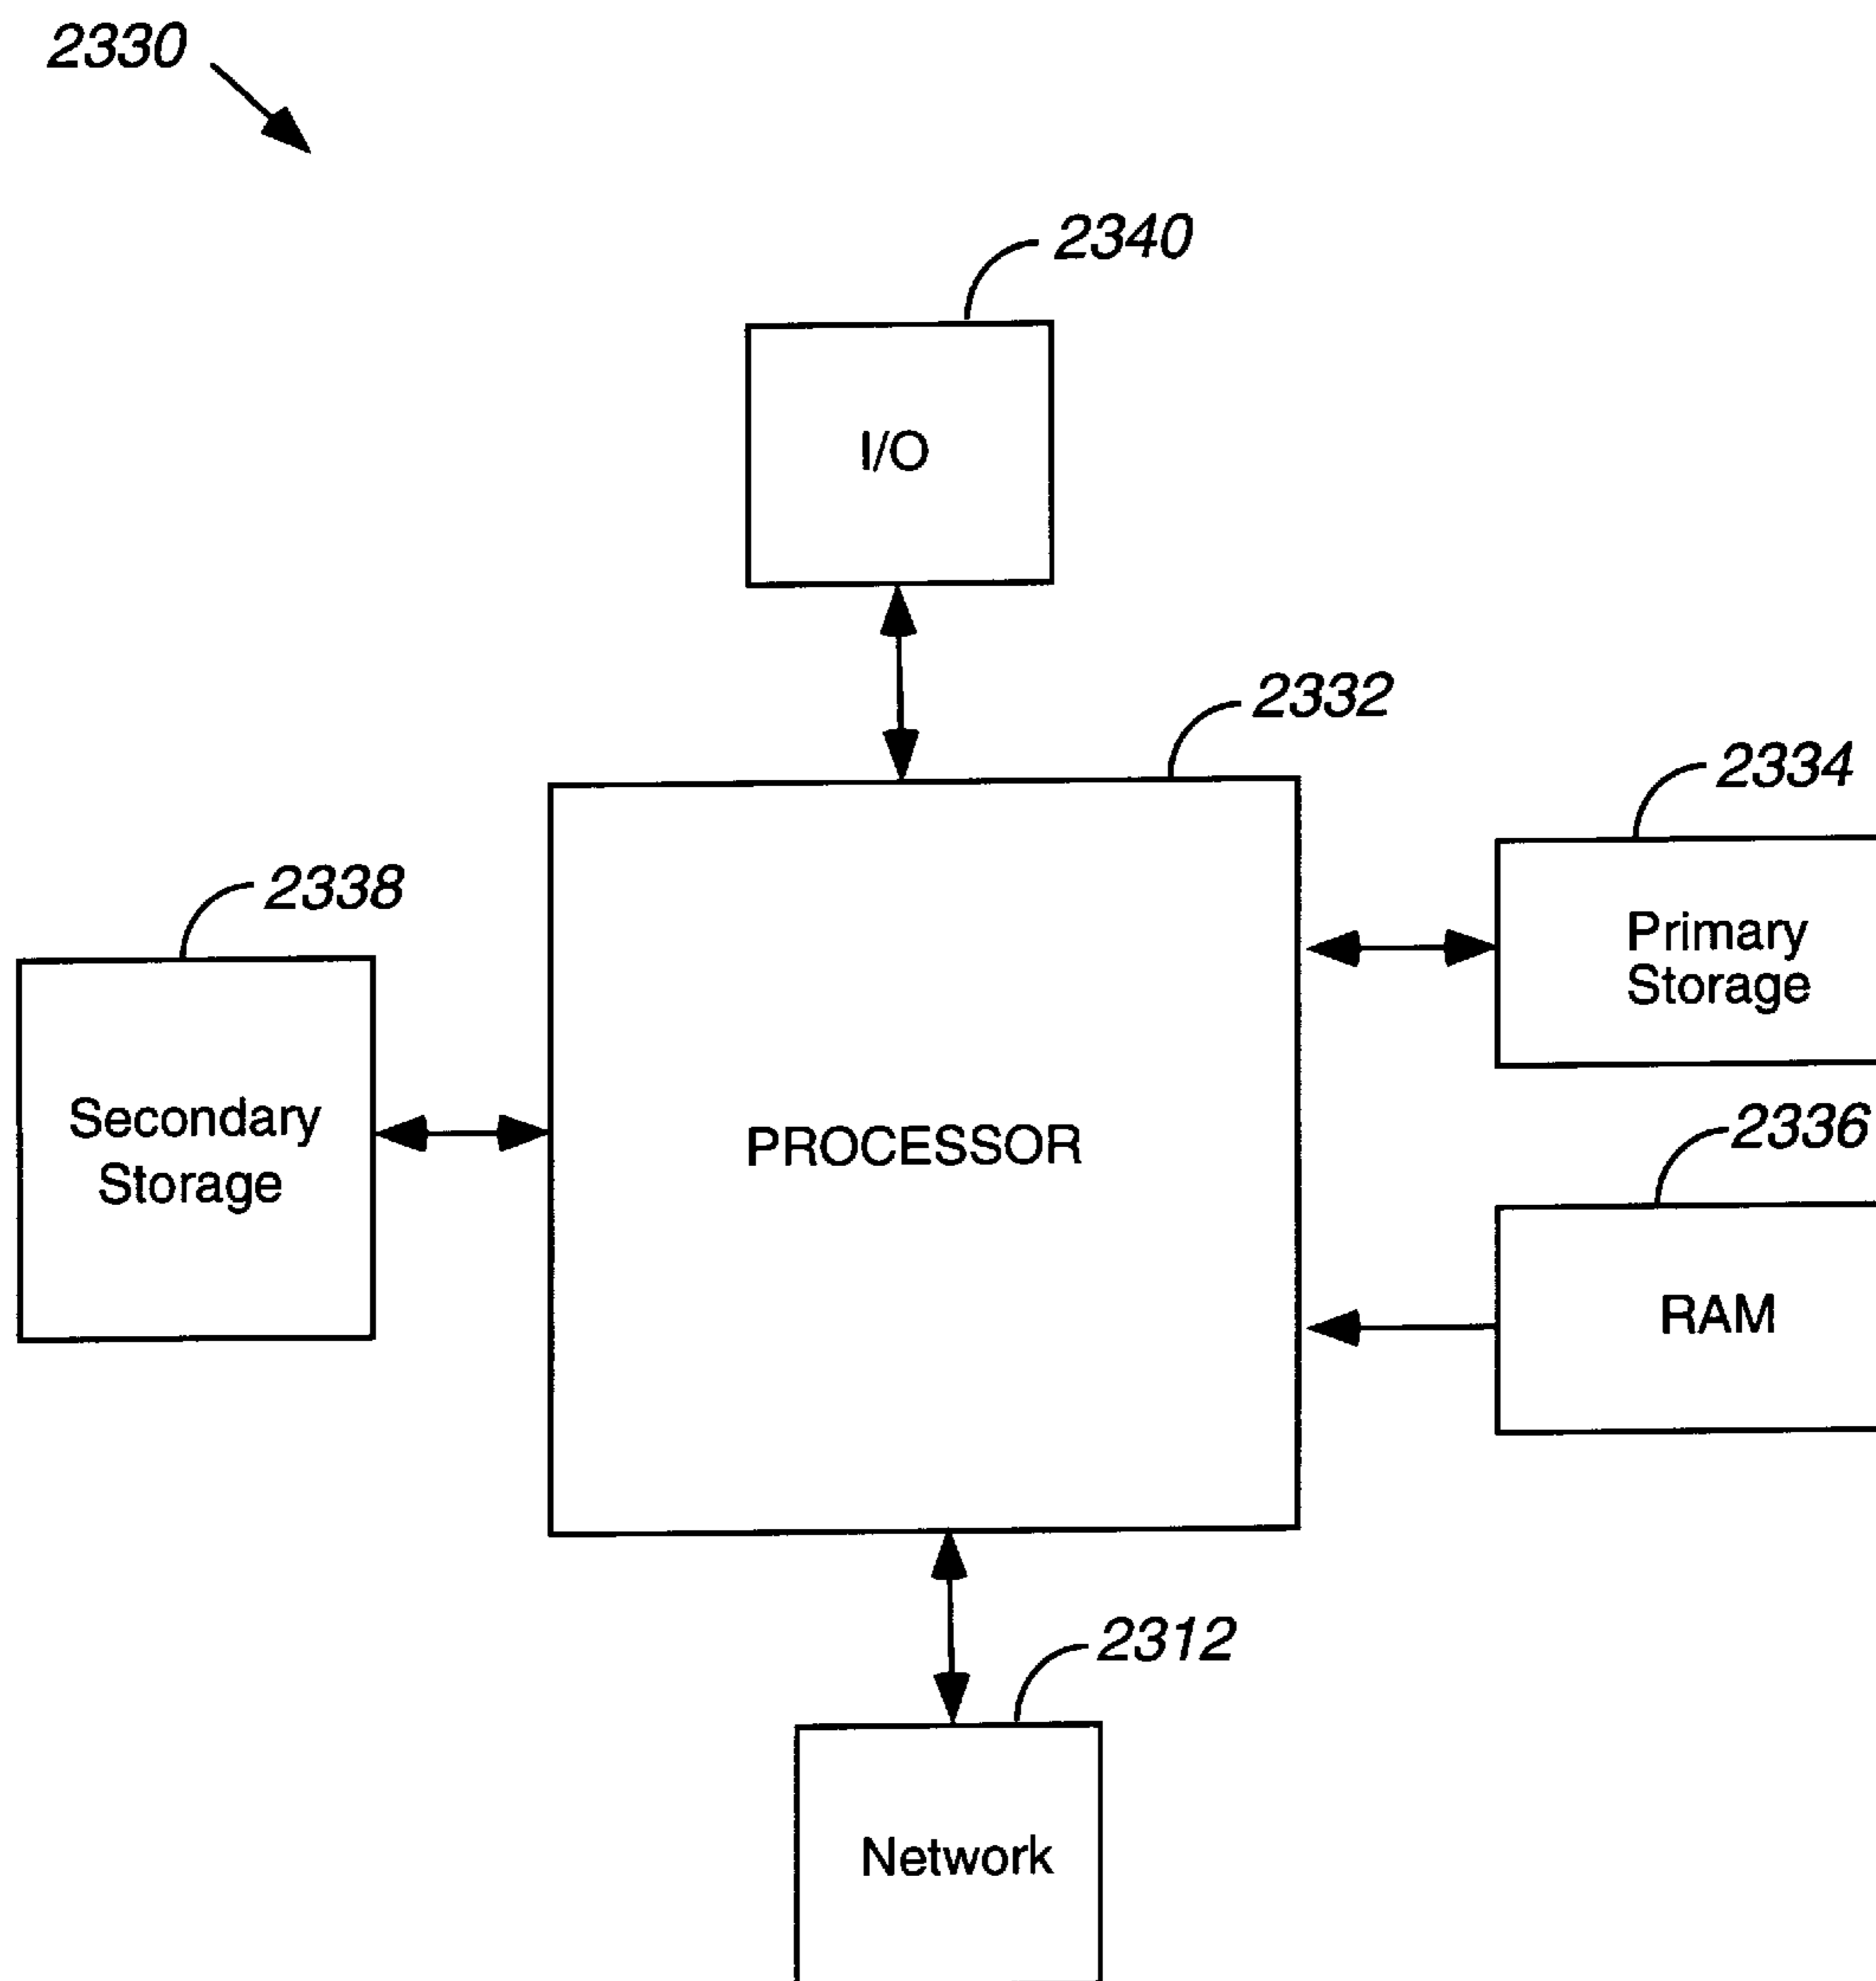 2330
2340
I/O
2332
2334
Primary
Storage
2338
Secondary
Storage
PROCESSOR
2336
RAM
2312
Network